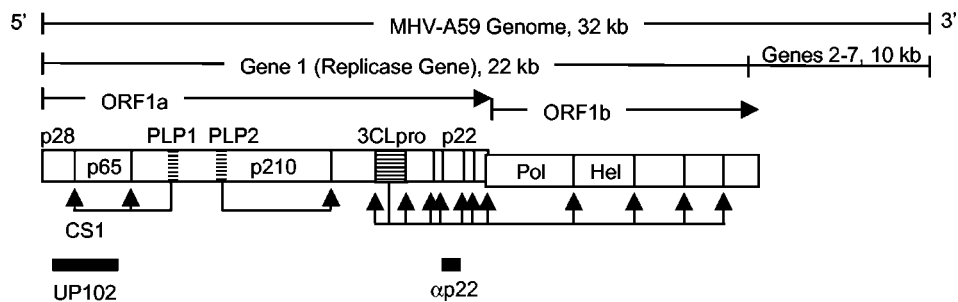 5'
MHV-A59 Genome, 32 kb
3'
Gene 1 (Replicase Gene), 22 kb
Genes 2-7, 10 kb
ORF1a
ORF1b
p28
PLP1
PLP2
3CLpro
p22
p65
p210
Pol
Hel
CS1
UP102
αp22